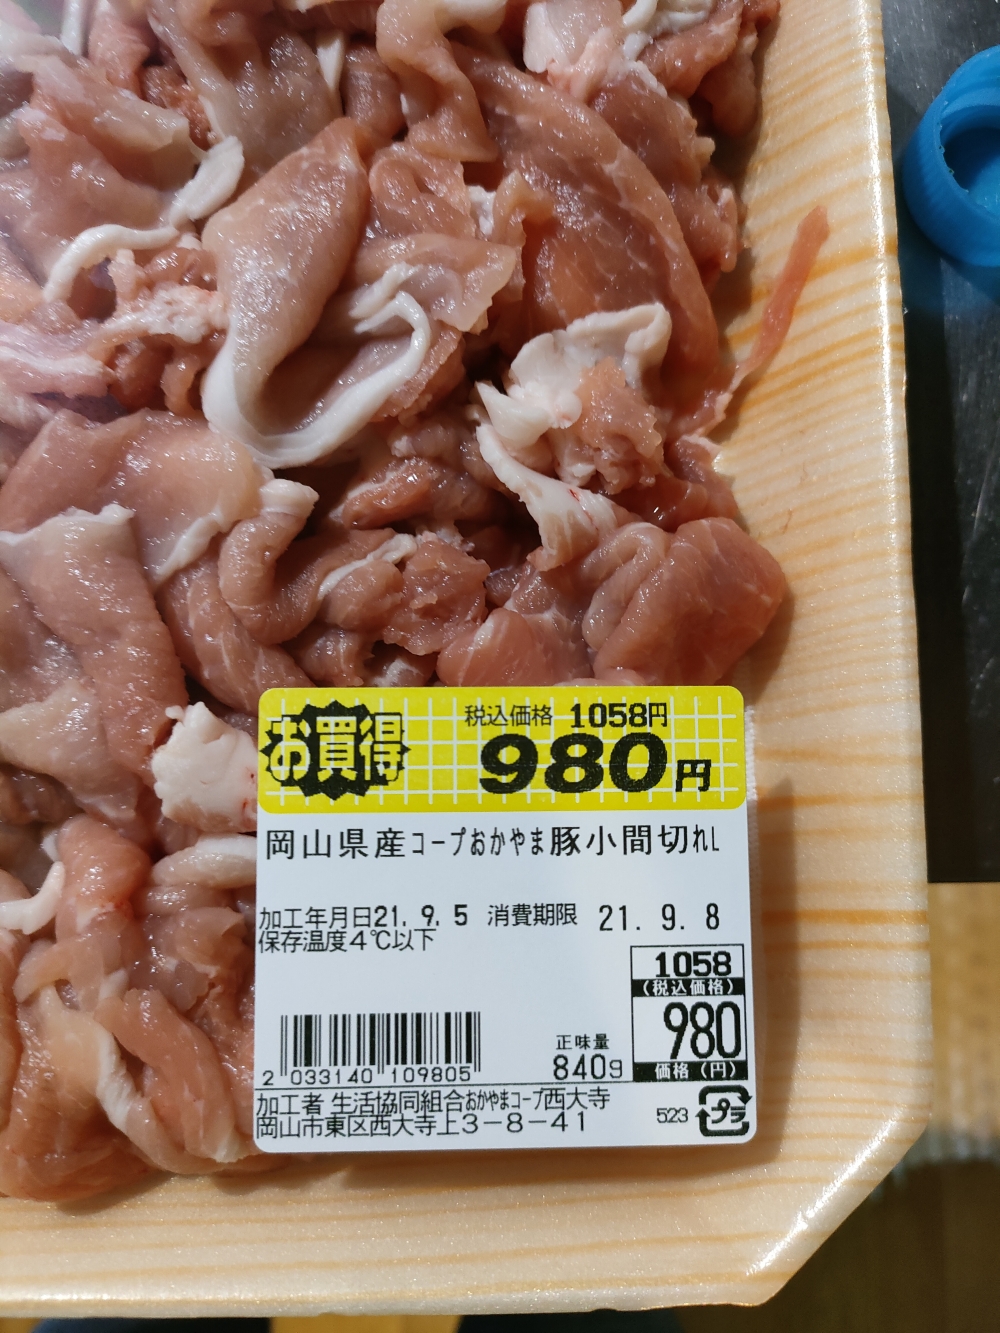 お買得
税込価格 1058円
980円
岡山県産コープおかやま豚小間切れL
加工年月日21. 9. 5 消費期限 21. 9. 8
保存温度4℃以下
1058
(税込価格)
980
価格(円)
正味量
840g
2 033140 109805
加工者 生活協同組合おかやまコープ西大寺
岡山市東区西大寺上3-8-41
523
プラ